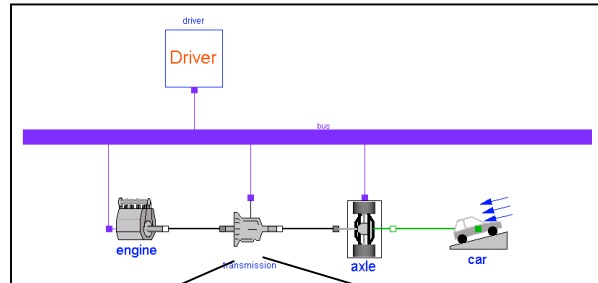 driver
Driver
bus
engine
transmission
axle
car